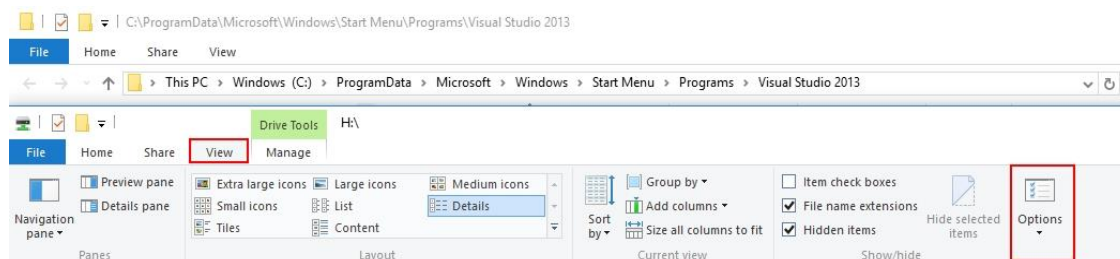 C:\ProgramData\Microsoft\Windows\Start Menu\Programs\Visual Studio 2013
File Home Share View
This PC > Windows (C:) > ProgramData > Microsoft > Windows > Start Menu > Programs > Visual Studio 2013
Drive Tools H:\
File Home Share View Manage
Preview pane Extra large icons Large icons Medium icons Group by Item check boxes
Details pane Small icons List Details Add columns File name extensions
Navigation pane Tiles Content Sort by Size all columns to fit Hidden items Hide selected items Options
Panes Layout Current view Show/hide